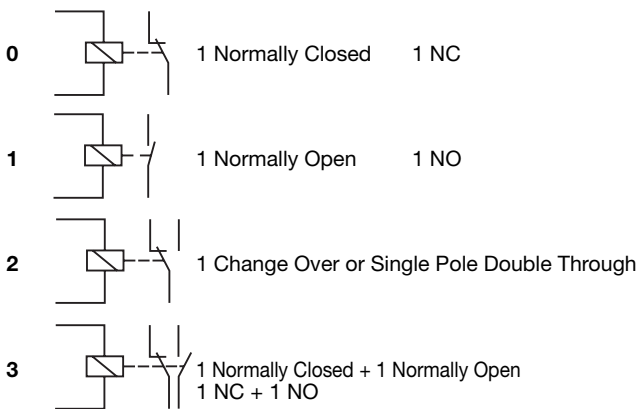 0 1 Normally Closed 1 NC
1 1 Normally Open 1 NO
2 1 Change Over or Single Pole Double Through
3 1 Normally Closed + 1 Normally Open
1 NC + 1 NO